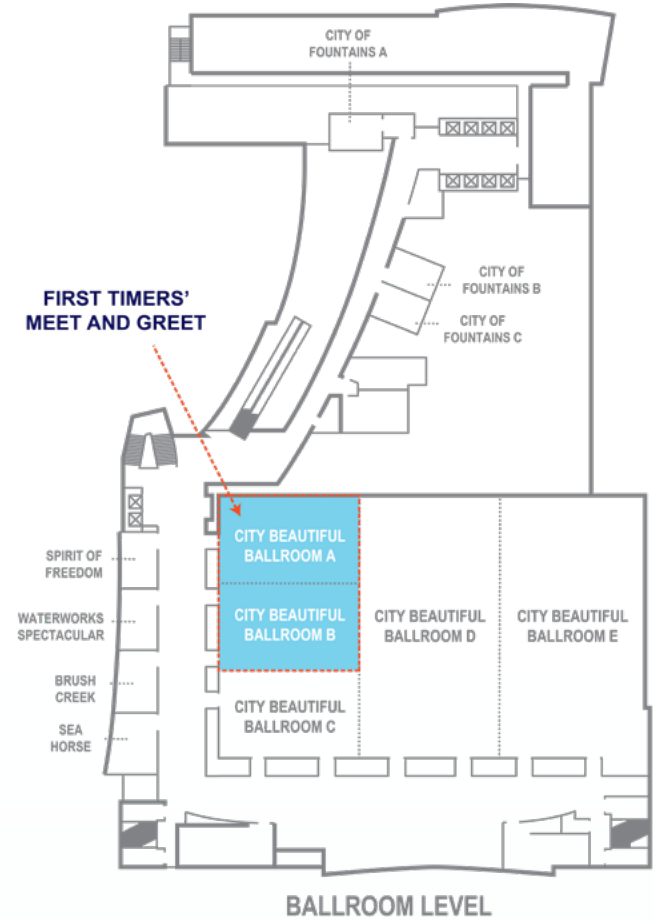 CITY OF
FOUNTAINS A
CITY OF
FOUNTAINS B
CITY OF
FOUNTAINS C
FIRST TIMERS'
MEET AND GREET
CITY BEAUTIFUL
BALLROOM A
SPIRIT OF
FREEDOM
WATERWORKS
SPECTACULAR
CITY BEAUTIFUL
BALLROOM B
CITY BEAUTIFUL
BALLROOM D
CITY BEAUTIFUL
BALLROOM E
BRUSH
CREEK
CITY BEAUTIFUL
BALLROOM C
SEA
HORSE
BALLROOM LEVEL